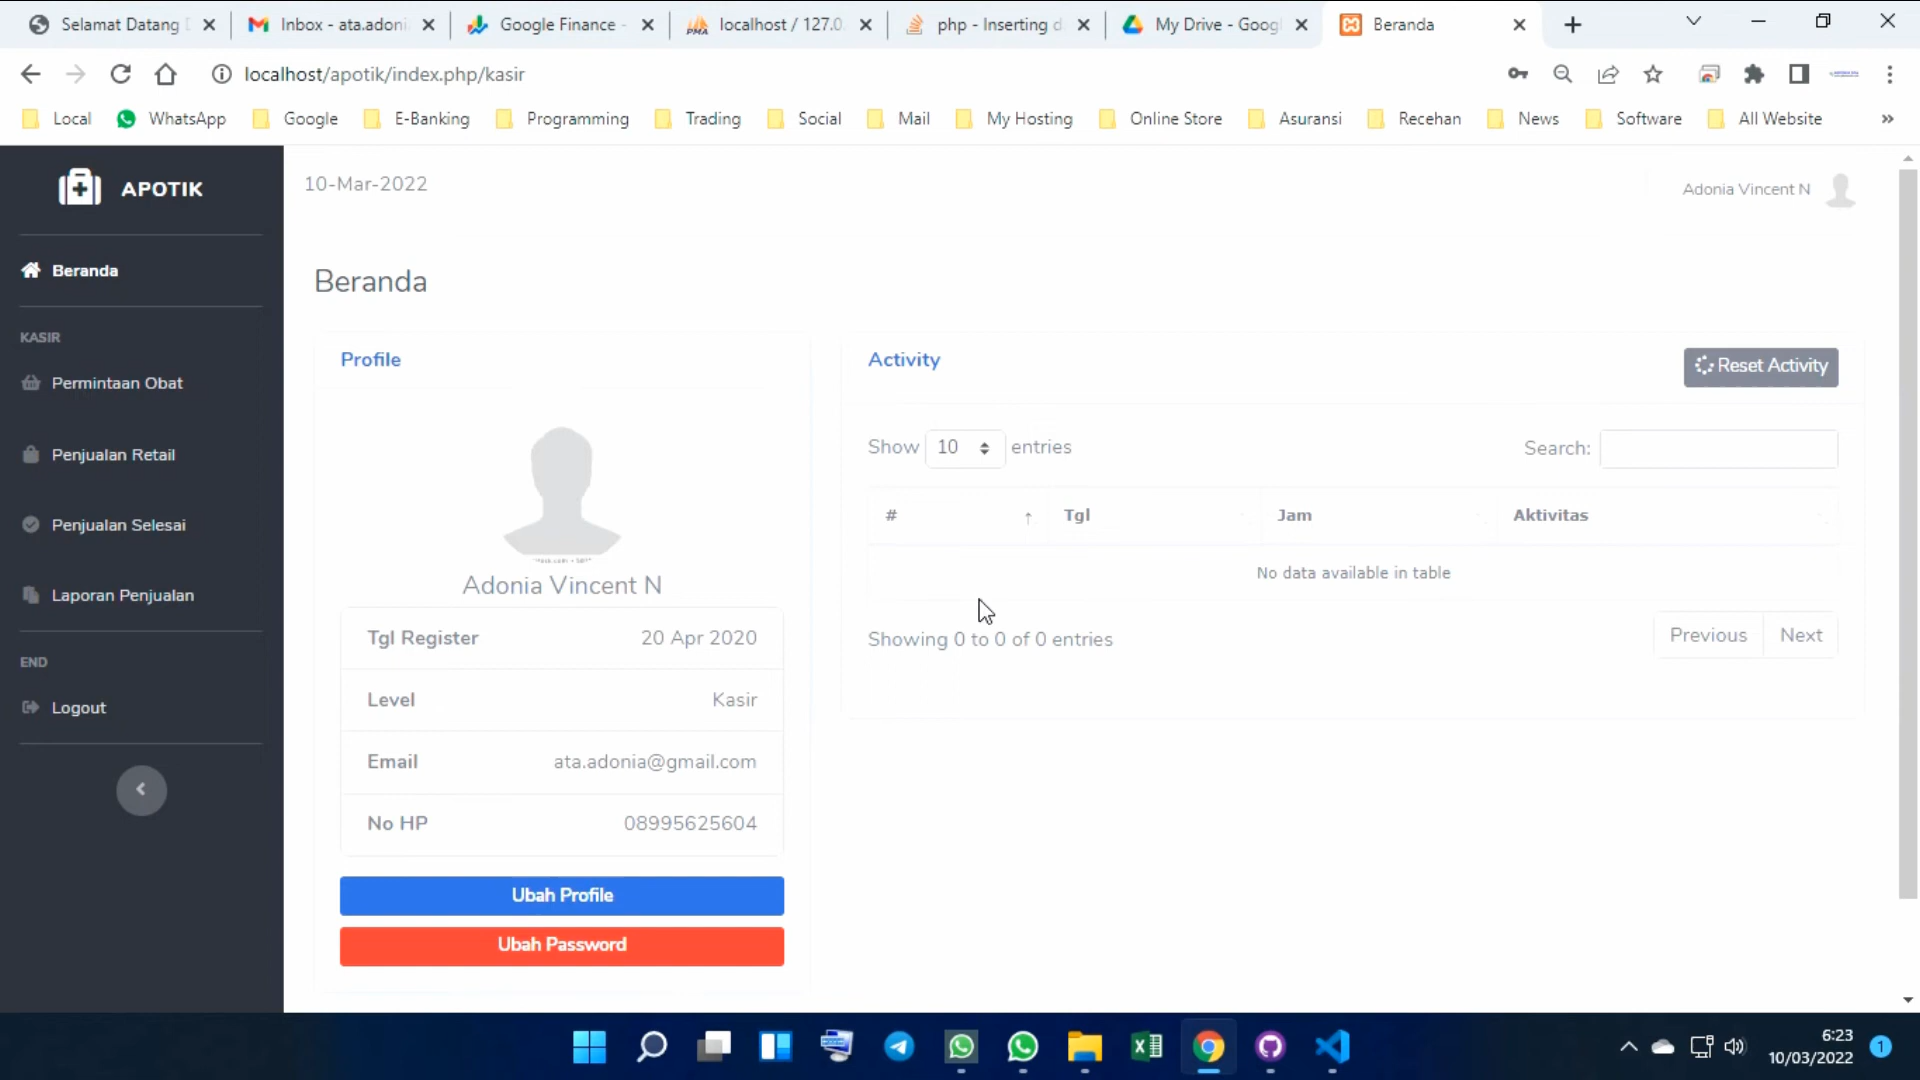 Selamat Datang D
Inbox - ata.adoni
Google Finance -
localhost / 127.0.
php - Inserting d
My Drive - Googl
Beranda
localhost/apotik/index.php/kasir
Local
WhatsApp
Google
E-Banking
Programming
Trading
Social
Mail
My Hosting
Online Store
Asuransi
Recehan
News
Software
All Website
APOTIK
10-Mar-2022
Adonia Vincent N
Beranda
Beranda
KASIR
Permintaan Obat
Penjualan Retail
Penjualan Selesai
Laporan Penjualan
END
Logout
Profile
Adonia Vincent N
Tgl Register 20 Apr 2020
Level Kasir
Email ata.adonia@gmail.com
No HP 08995625604
Ubah Profile
Ubah Password
Activity
Reset Activity
Show 10 entries
Search:
# Tgl Jam Aktivitas
No data available in table
Showing 0 to 0 of 0 entries
Previous Next
6:23
10/03/2022
1